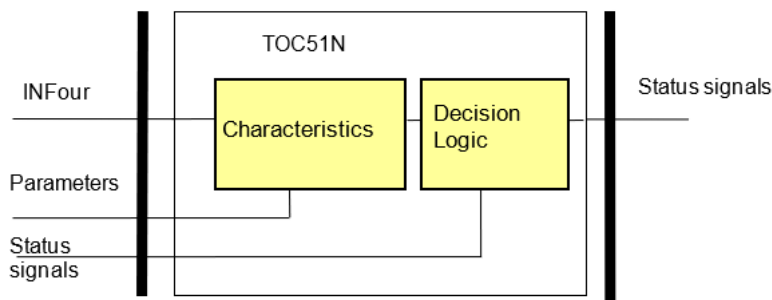 TOC51N
INFour
Characteristics
Decision
Logic
Status signals
Parameters
Status
signals